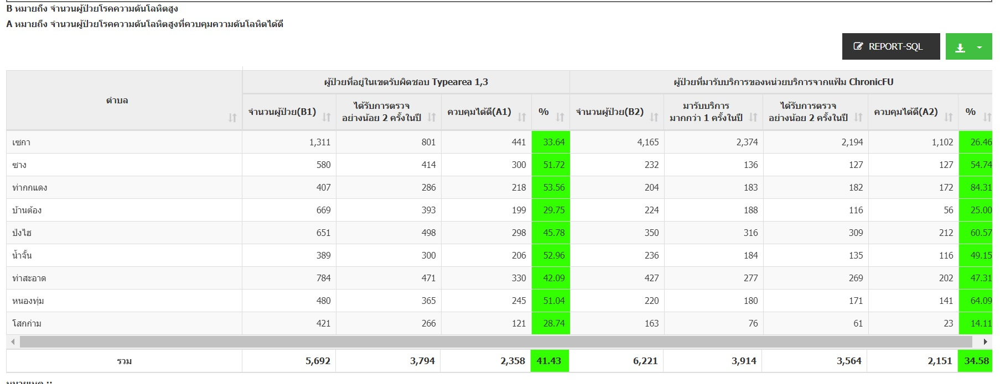 B หมายถึง จำนวนผู้ป่วยโรคความดันโลหิตสูง
A หมายถึง จำนวนผู้ป่วยโรคความดันโลหิตสูงที่ควบคุมความดันโลหิตได้ดี
REPORT-SQL
ตำบล ผู้ป่วยที่อยู่ในเขตรับผิดชอบ Typearea 1,3 ผู้ป่วยที่มารับบริการของหน่วยบริการจากแฟ้ม ChronicFU
จำนวนผู้ป่วย(B1) ได้รับการตรวจ อย่างน้อย 2 ครั้งในปี ควบคุมได้ดี(A1) % จำนวนผู้ป่วย(B2) มารับบริการ มากกว่า 1 ครั้งในปี ได้รับการตรวจ อย่างน้อย 2 ครั้งในปี ควบคุมได้ดี(A2) %
เซกา 1,311 801 441 33.64 4,165 2,374 2,194 1,102 26.46
ซาง 580 414 300 51.72 232 136 127 127 54.74
ท่ากกแดง 407 286 218 53.56 204 183 182 172 84.31
บ้านต้อง 669 393 199 29.75 224 188 116 56 25.00
ป่งไฮ 651 498 298 45.78 350 316 309 212 60.57
น้ำจั้น 389 300 206 52.96 236 184 135 116 49.15
ท่าสะอาด 784 471 330 42.09 427 277 269 202 47.31
หนองทุ่ม 480 365 245 51.04 220 180 171 141 64.09
โสกก่าม 421 266 121 28.74 163 76 61 23 14.11
รวม 5,692 3,794 2,358 41.43 6,221 3,914 3,564 2,151 34.58
หมายเหตุ ::